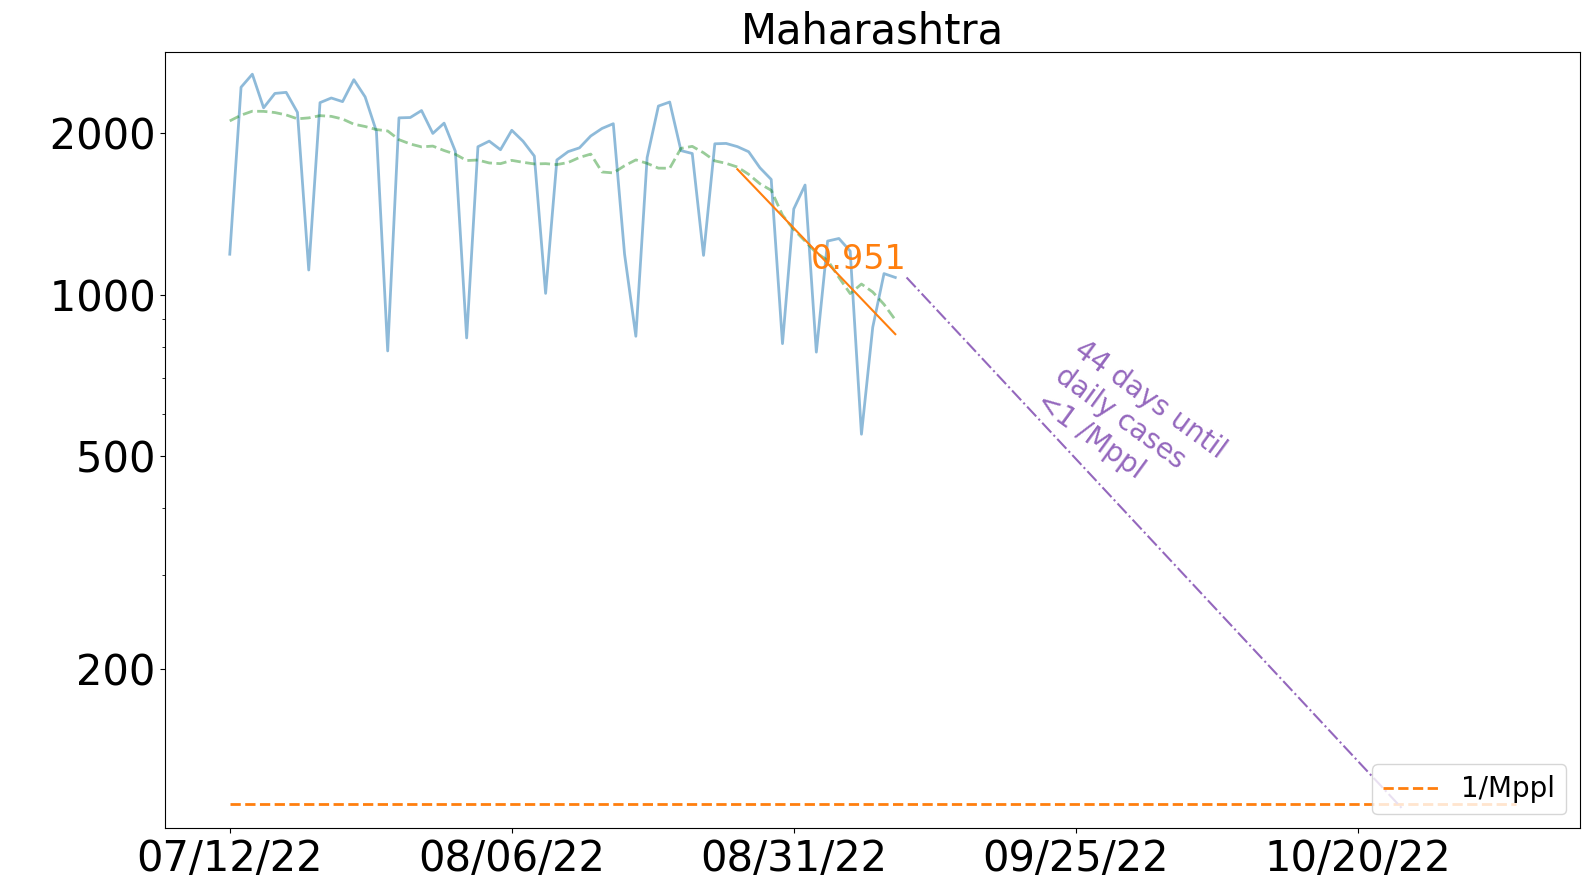 Maharashtra
2000
1000
500
200
0.951
44 days until
daily cases
<1 /Mppl
1/Mppl
07/12/22
08/06/22
08/31/22
09/25/22
10/20/22